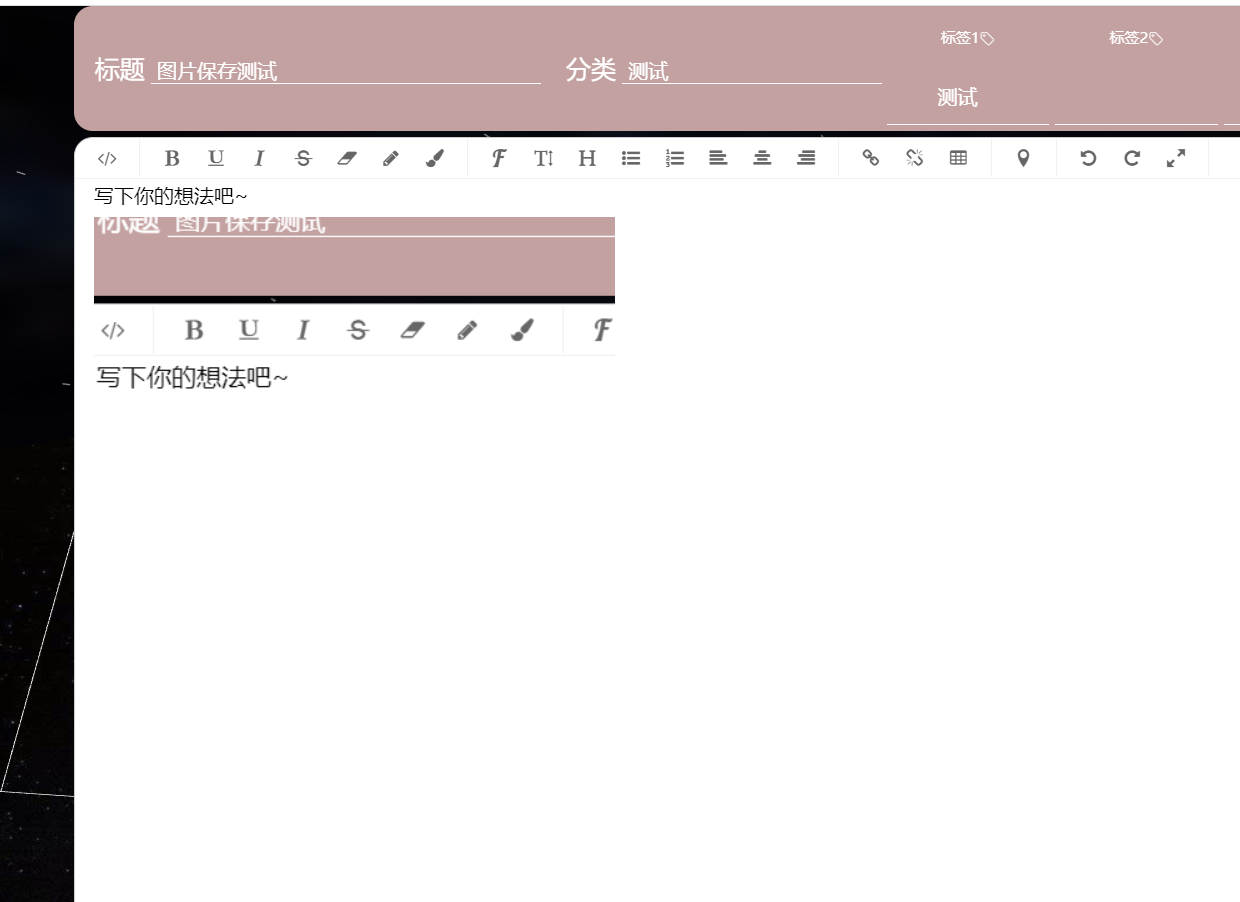 标签1 标签2
标题 图片保存测试 分类 测试
测试
B U I S F T H
写下你的想法吧~
标题 图片保存测试
B U I S F
写下你的想法吧~